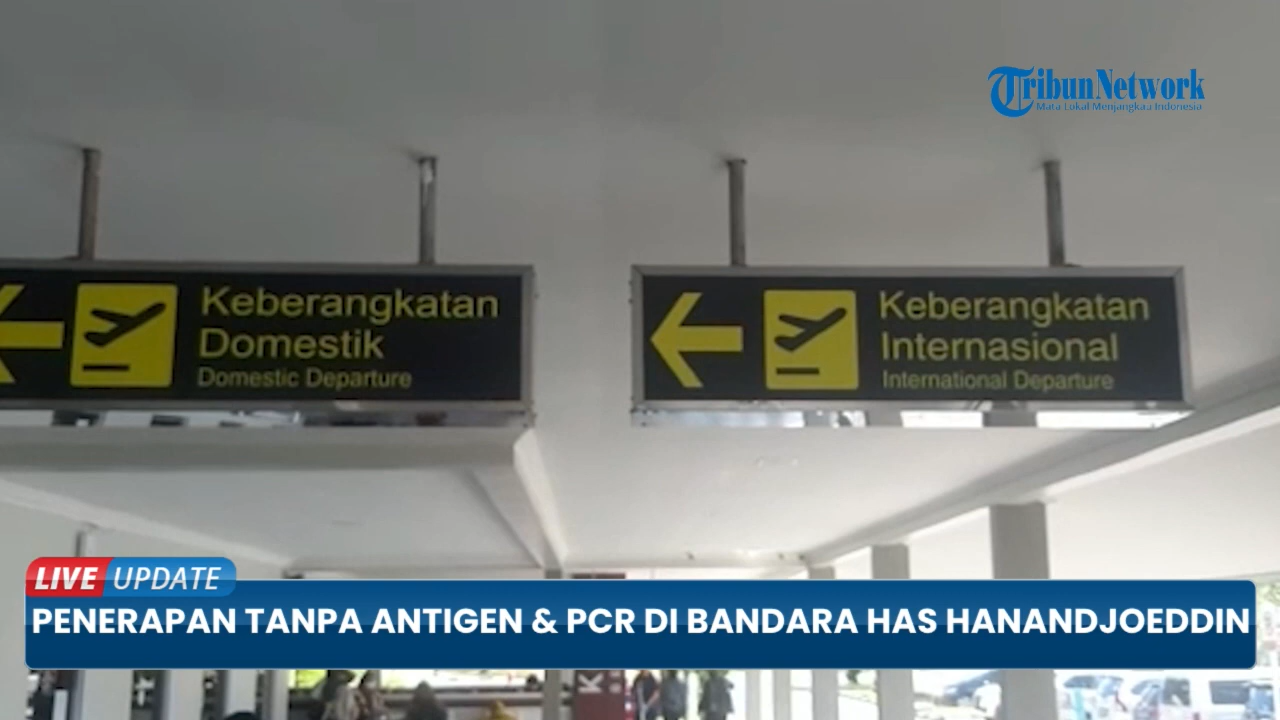 TribunNetwork
Mata Lokal Menjangkau Indonesia
Keberangkatan
Domestik
Domestic Departure
Keberangkatan
Internasional
International Departure
LIVE UPDATE
PENERAPAN TANPA ANTIGEN & PCR DI BANDARA HAS HANANDJOEDDIN
K